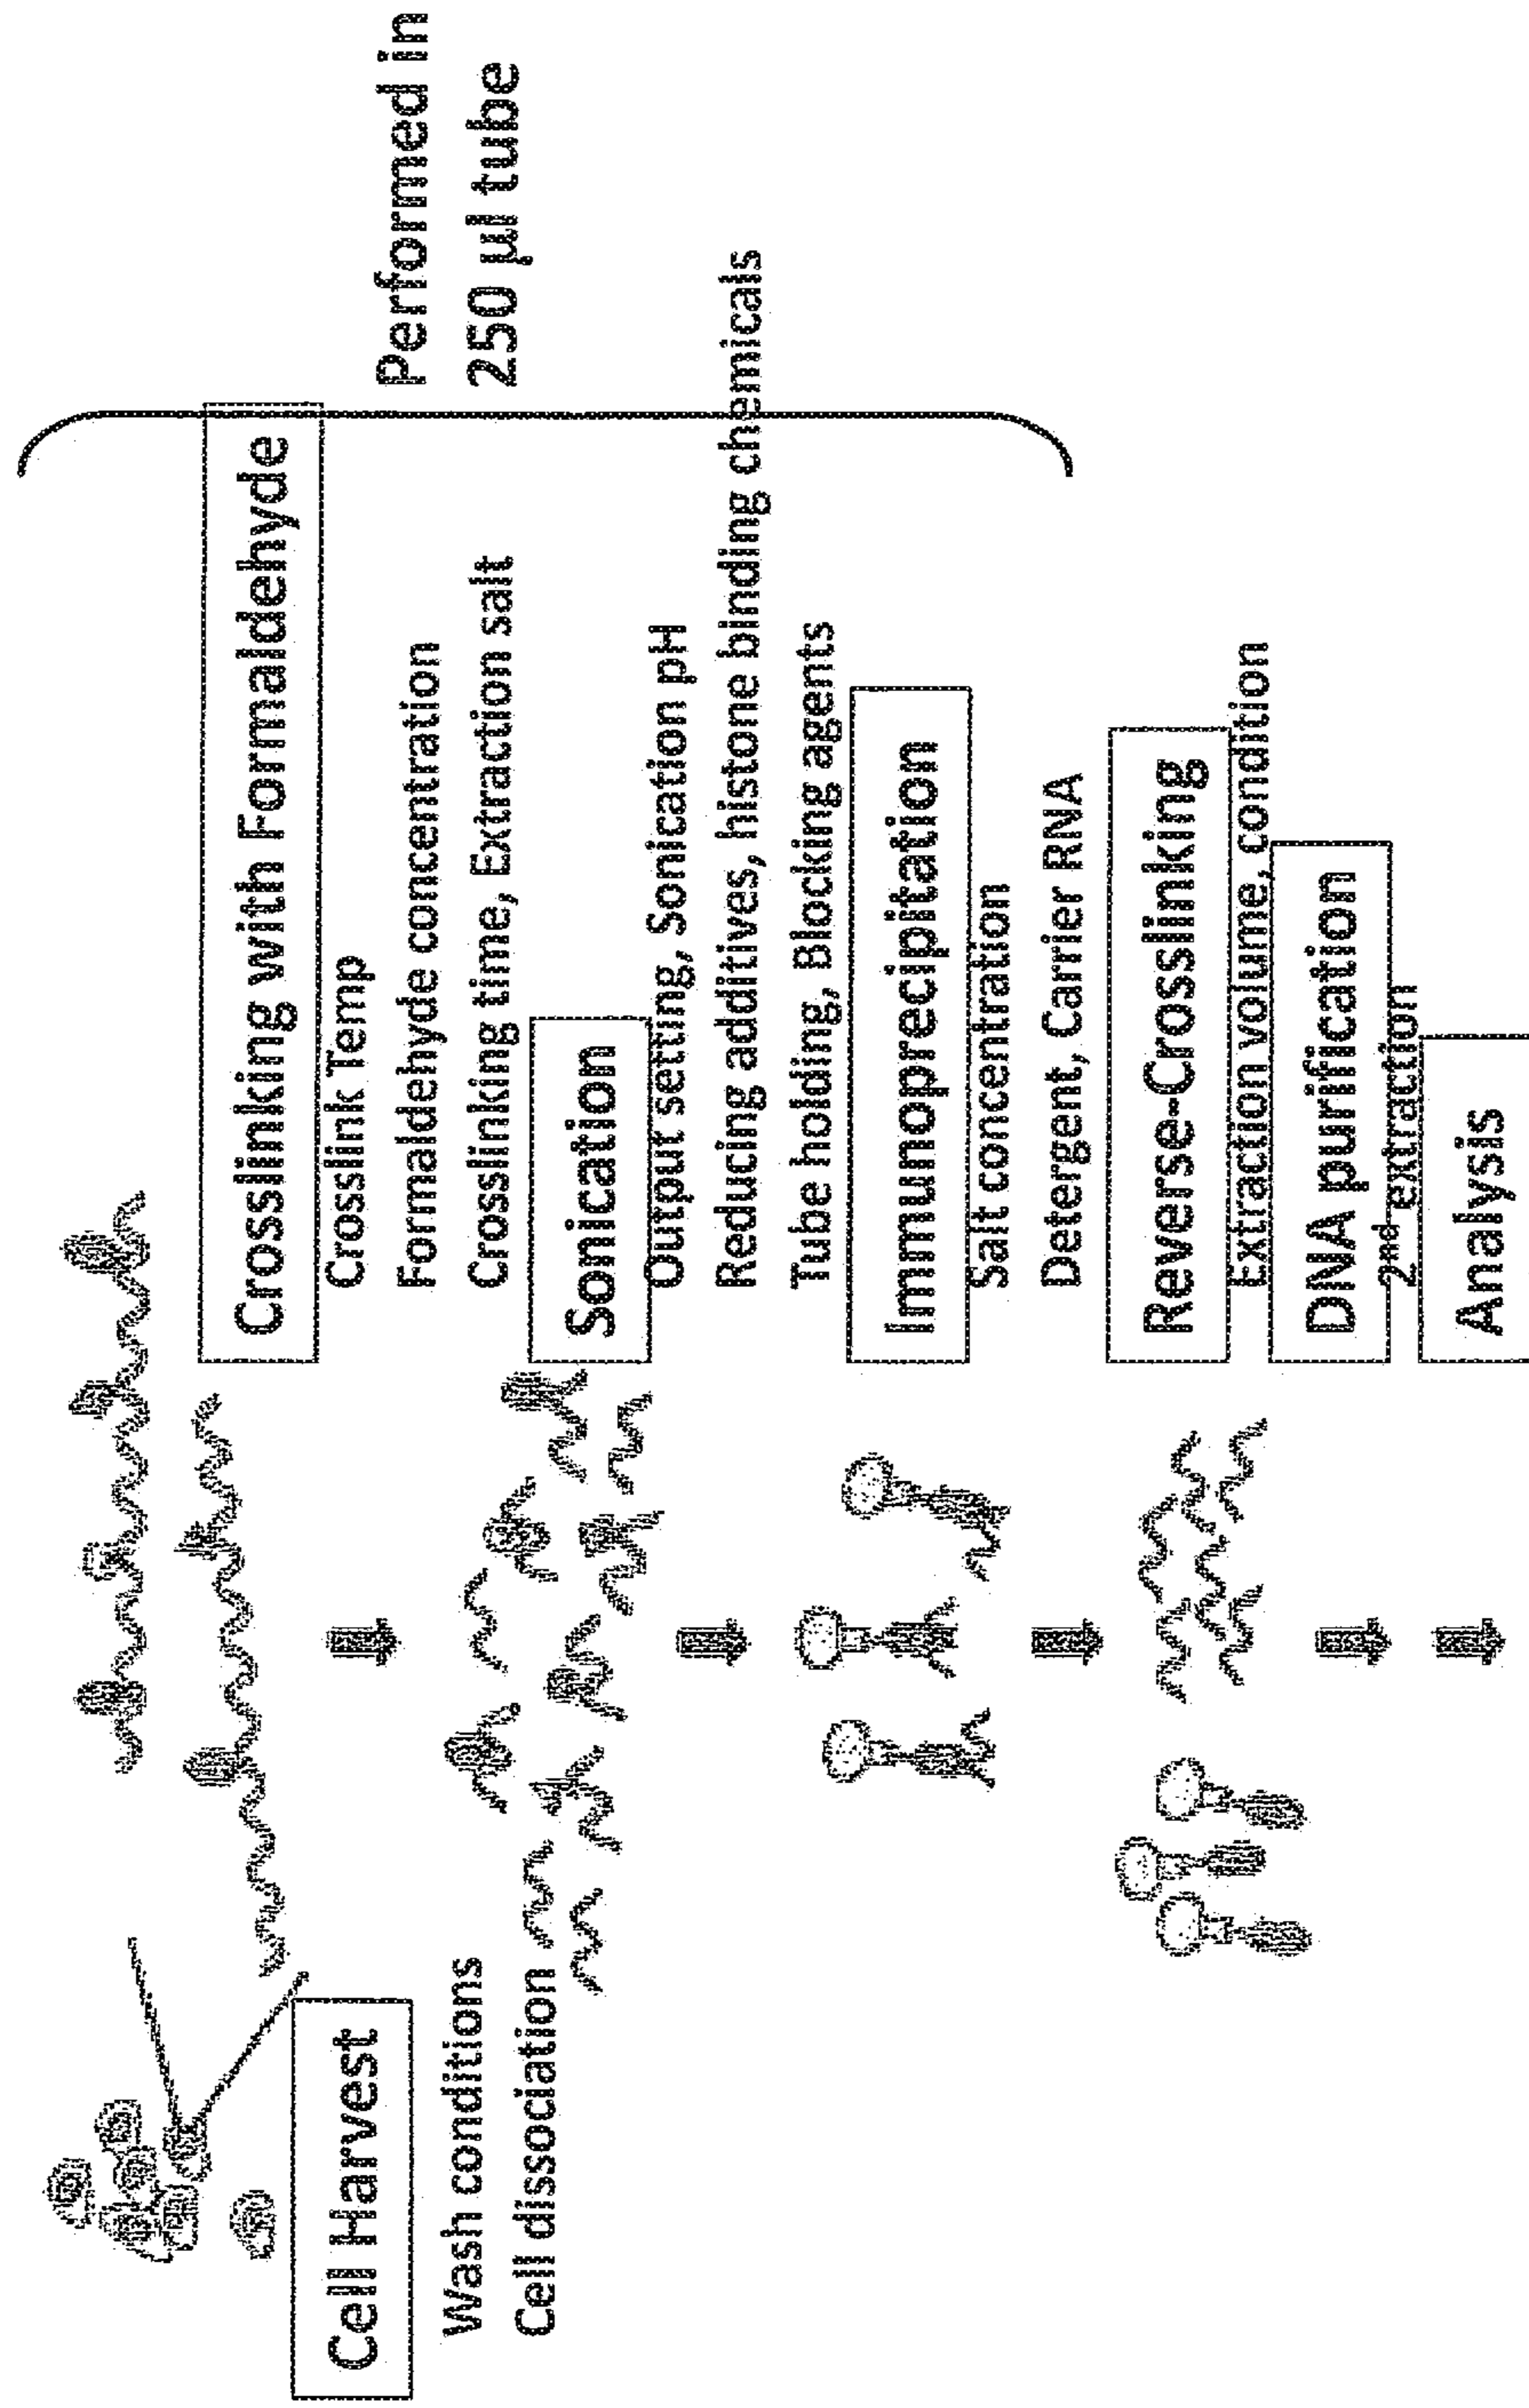 Cell Harvest
Wash conditions
Cell dissociation
Crosslinking with Formaldehyde
Crosslink Temp
Formaldehyde concentration
Crosslinking time, Extraction salt
Sonication
Output setting, Sonication pH
Reducing additives, histone binding chemicals
Tube holding, Blocking agents
Immunoprecipitation
Salt concentration
Detergent, Carrier RNA
Reverse-Crosslinking
Extraction volume, condition
DNA purification
2nd extraction
Analysis
Performed in
250 µl tube